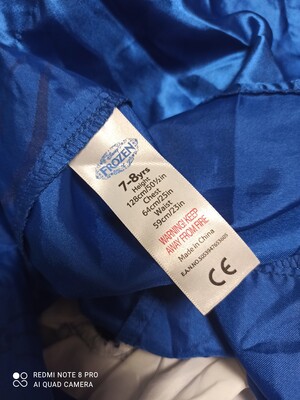 Disney
FROZEN
7-8yrs
Height
128cm/50½in
Chest
64cm/25in
Waist
59cm/23in
WARNING! KEEP
AWAY FROM FIRE
Made in China
CE
REDMI NOTE 8 PRO
AI QUAD CAMERA